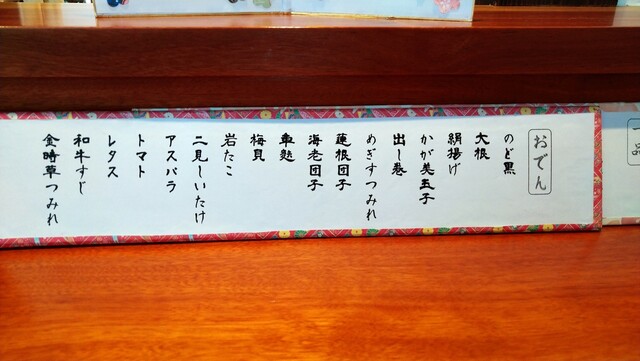 おでん
のど黒
大根
絹揚げ
かが美玉子
出し巻
めぎすつみれ
蓮根団子
海老団子
車麩
梅貝
岩たこ
二見しいたけ
アスパラ
トマト
レタス
和牛すじ
金時草つみれ
一品